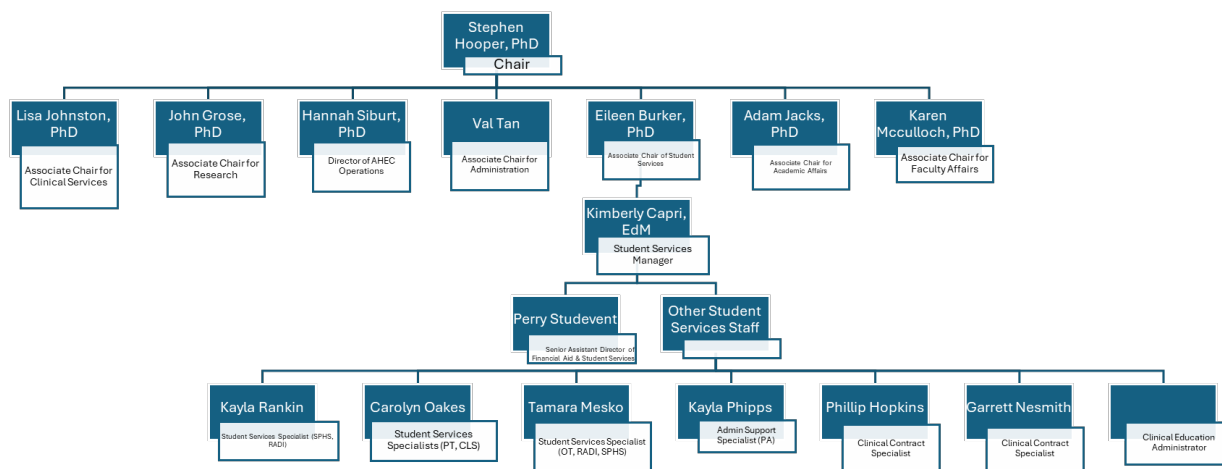 Stephen
Hooper, PhD
Chair
Lisa Johnston,
PhD
Associate Chair for
Clinical Services
John Grose,
PhD
Associate Chair for
Research
Hannah Siburt,
PhD
Director of AHEC
Operations
Val Tan
Associate Chair for
Administration
Eileen Burker,
PhD
Associate Chair of Student
Services
Adam Jacks,
PhD
Associate Chair for
Academic Affairs
Karen
Mcculloch, PhD
Associate Chair for
Faculty Affairs
Kimberly Capri,
EdM
Student Services
Manager
Perry Studevent
Senior Assistant Director of
Financial Aid & Student Services
Other Student
Services Staff
Kayla Rankin
Student Services Specialist (SPHS,
RADI)
Carolyn Oakes
Student Services
Specialists (PT, CLS)
Tamara Mesko
Student Services Specialist
(OT, RADI, SPHS)
Kayla Phipps
Admin Support
Specialist (PA)
Phillip Hopkins
Clinical Contract
Specialist
Garrett Nesmith
Clinical Contract
Specialist
Clinical Education
Administrator